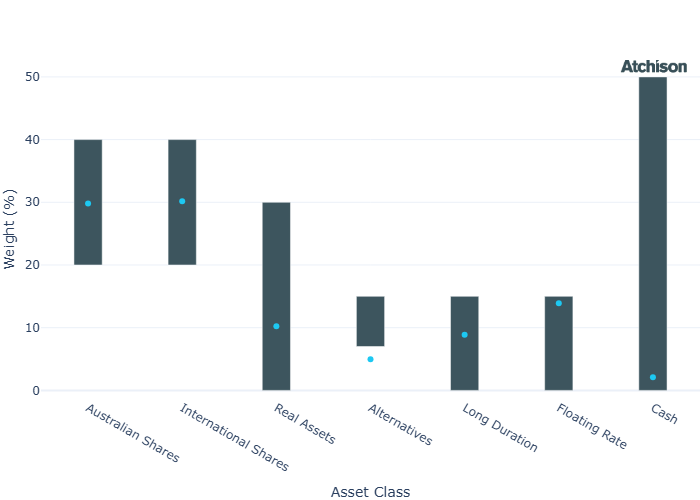 Atchison
50
40
30
20
10
0
Weight (%)
Australian Shares
International Shares
Real Assets
Alternatives
Long Duration
Floating Rate
Cash
Asset Class